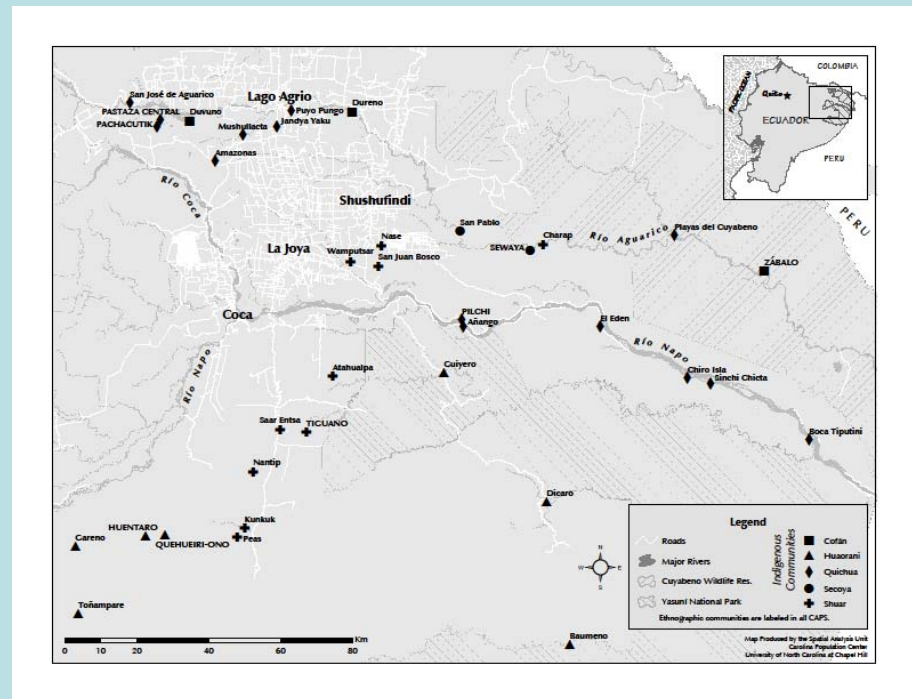 COLOMBIA
PACIFIC OCEAN
Quito
ECUADOR
PERU
PERU
San José de Aguarico
PASTAZA CENTRAL
PACHACUTIK
Duvuno
Lago Agrio
Puyo Pungo
Dureno
Mushullacta
Jandya Yaku
Amazonas
Río Coca
Shushufindi
San Pablo
Nase
La Joya
Wamputsar
San Juan Bosco
SEWAYA
Charap
Río Aguarico
Playas del Cuyabeno
ZÁBALO
Coca
PILCHI
Añango
El Eden
Río Napo
Río Napo
Atahualpa
Guiyero
Chiro Isla
Sinchi Chicta
Saar Entsa
TIGUANO
Boca Tiputini
Nantip
Dicaro
Kunkuk
HUENTARO
Gareno
QUEHUEIRI-ONO
Peas
Toñampare
Baumeno
N
W
E
S
Legend
Roads
Major Rivers
Cuyabeno Wildlife Res.
Yasuní National Park
Indigenous
Communities
Cofán
Huaorani
Quichua
Secoya
Shuar
Ethnographic communities are labeled in all CAPS.
Km
0 20 40 60 80
Map Produced by the Spatial Analysis Unit
Carolina Population Center
University of North Carolina at Chapel Hill